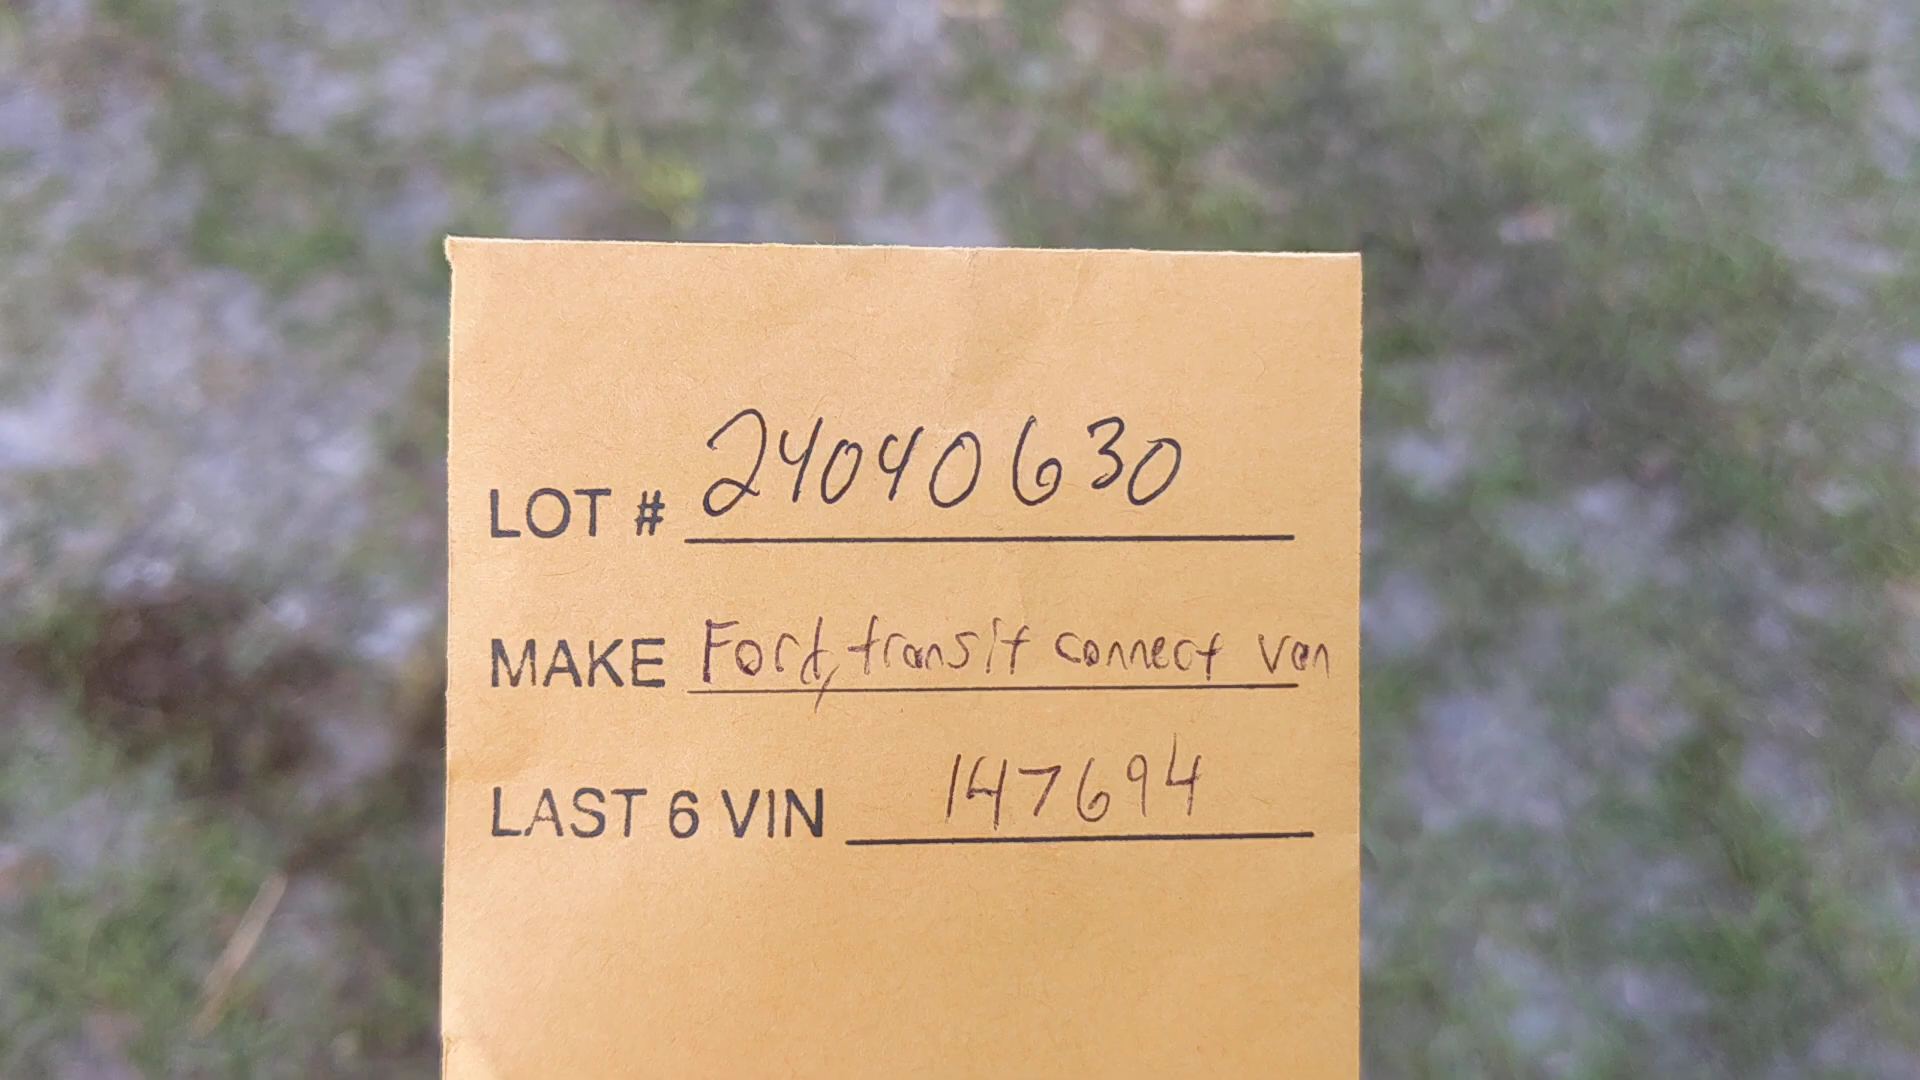 LOT # 24040630
MAKE Ford, transit connect van
LAST 6 VIN 147694